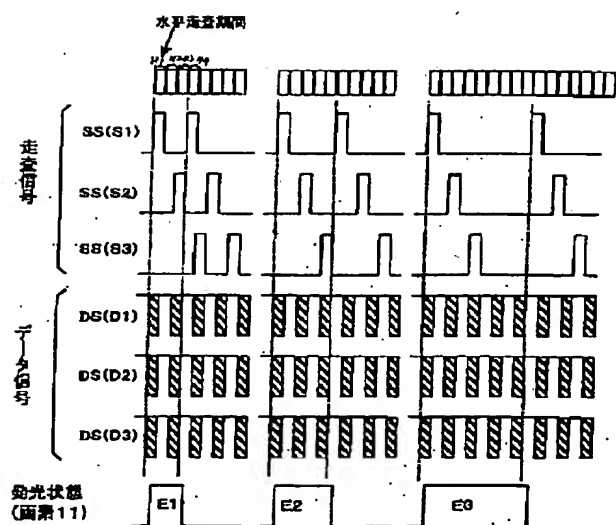 水平走査期間
走査信号
SS(S1)
SS(S2)
SS(S3)
データ信号
DS(D1)
DS(D2)
DS(D3)
発光状態
(画素11)
E1
E2
E3